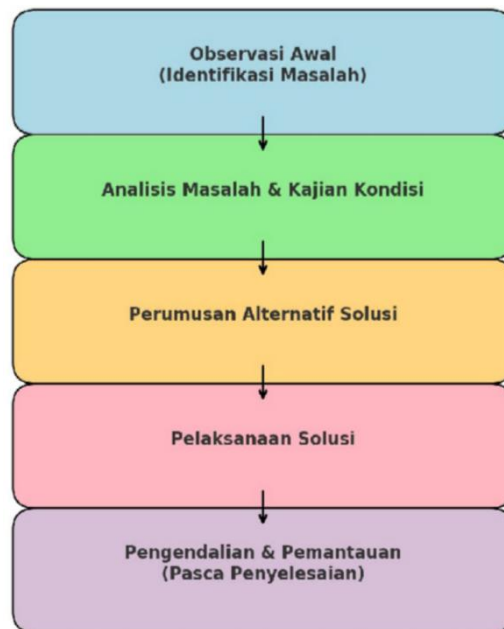 Observasi Awal
(Identifikasi Masalah)
Analisis Masalah & Kajian Kondisi
Perumusan Alternatif Solusi
Pelaksanaan Solusi
Pengendalian & Pemantauan
(Pasca Penyelesaian)